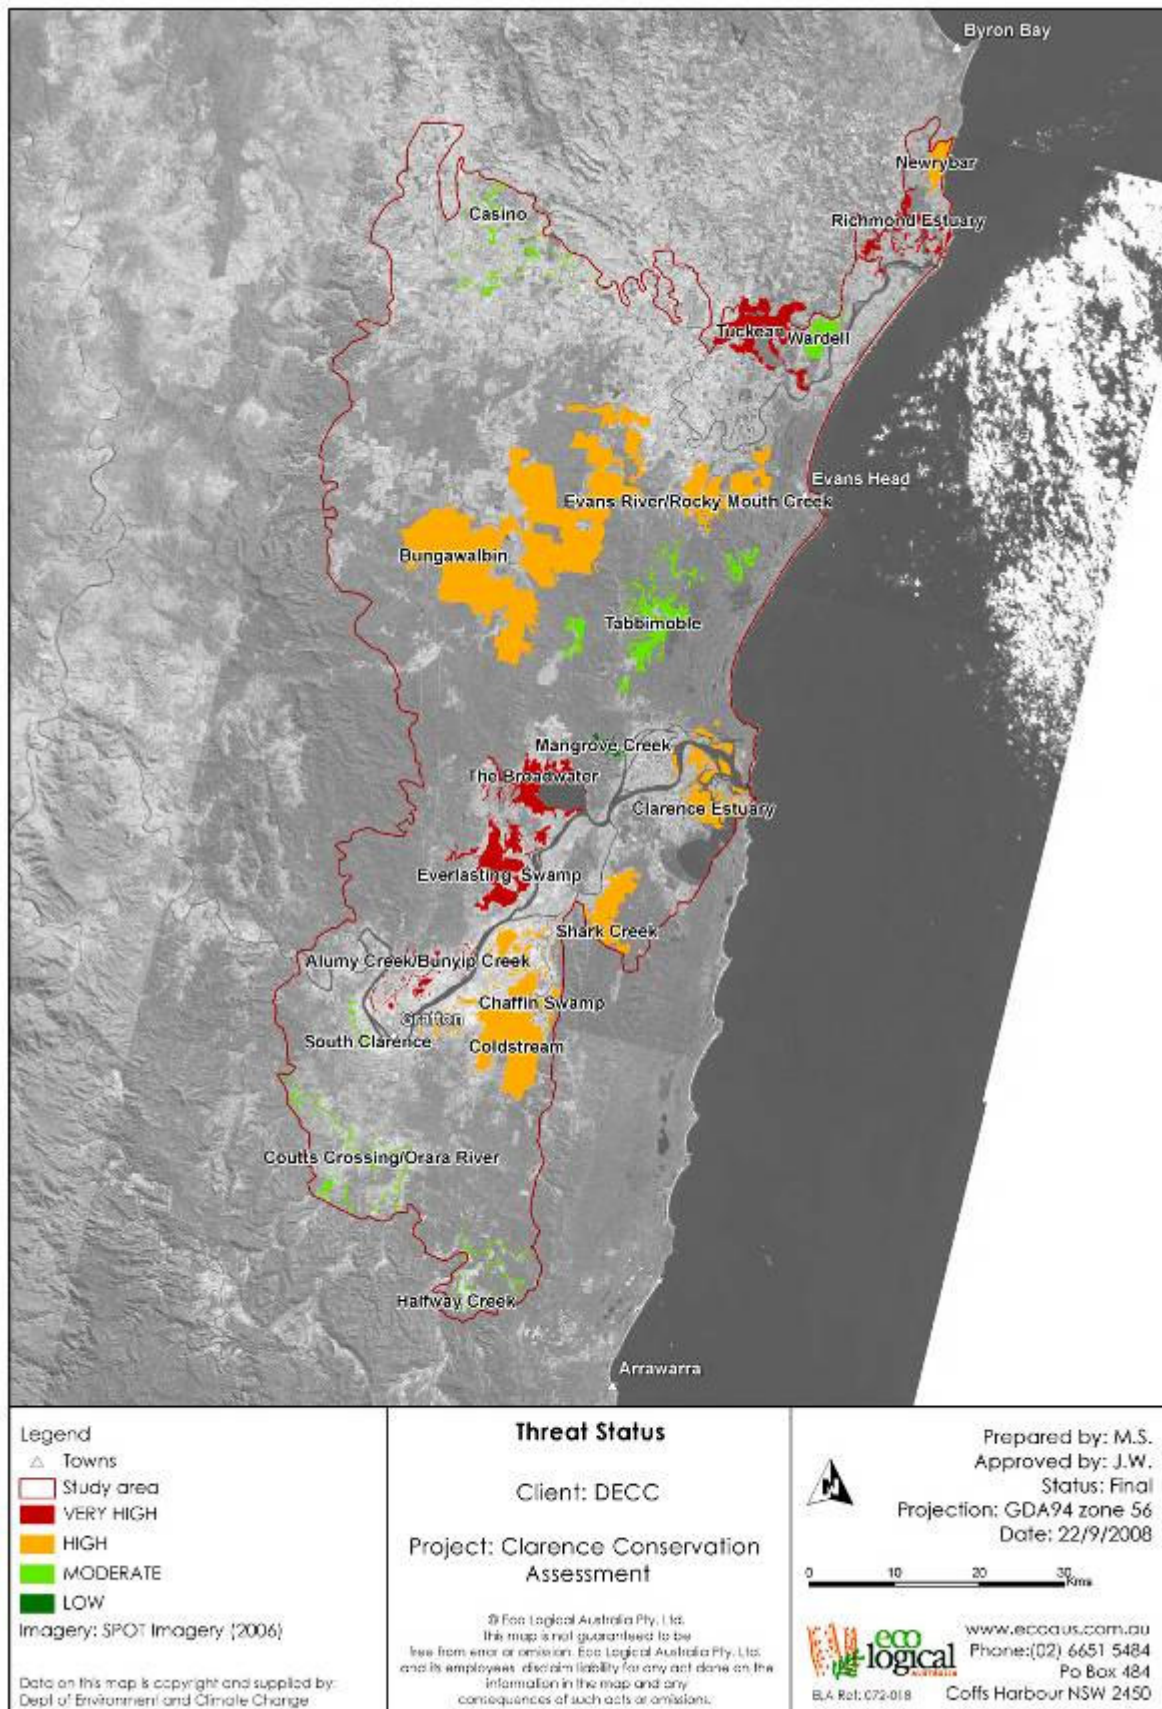 Byron Bay
Newrybar
Richmond Estuary
Casino
Tuckean
Wardell
Evans Head
Evans River/Rocky Mouth Creek
Bungawalbin
Tabbimoble
Mangrove Creek
The Broadwater
Clarence Estuary
Everlasting Swamp
Shark Creek
Alumy Creek/Bunyip Creek
Chaffin Swamp
Grafton
South Clarence
Coldstream
Coutts Crossing/Orara River
Halfway Creek
Arrawarra
Legend
Towns
Study area
VERY HIGH
HIGH
MODERATE
LOW
Imagery: SPOT Imagery (2006)
Data on this map is copyright and supplied by:
Dept of Environment and Climate Change
Threat Status
Client: DECC
Project: Clarence Conservation
Assessment
© Eco Logical Australia Pty. Ltd.
This map is not guaranteed to be
free from error or omission. Eco Logical Australia Pty. Ltd.
and its employees disclaim liability for any act done on the
information in the map and any
consequences of such acts or omissions.
N
Prepared by: M.S.
Approved by: J.W.
Status: Final
Projection: GDA94 zone 56
Date: 22/9/2008
0 10 20 30
Kms
eco
logical
AUSTRALIA
ELA Ref: 072-018
www.ecoaus.com.au
Phone:(02) 6651 5484
Po Box 484
Coffs Harbour NSW 2450